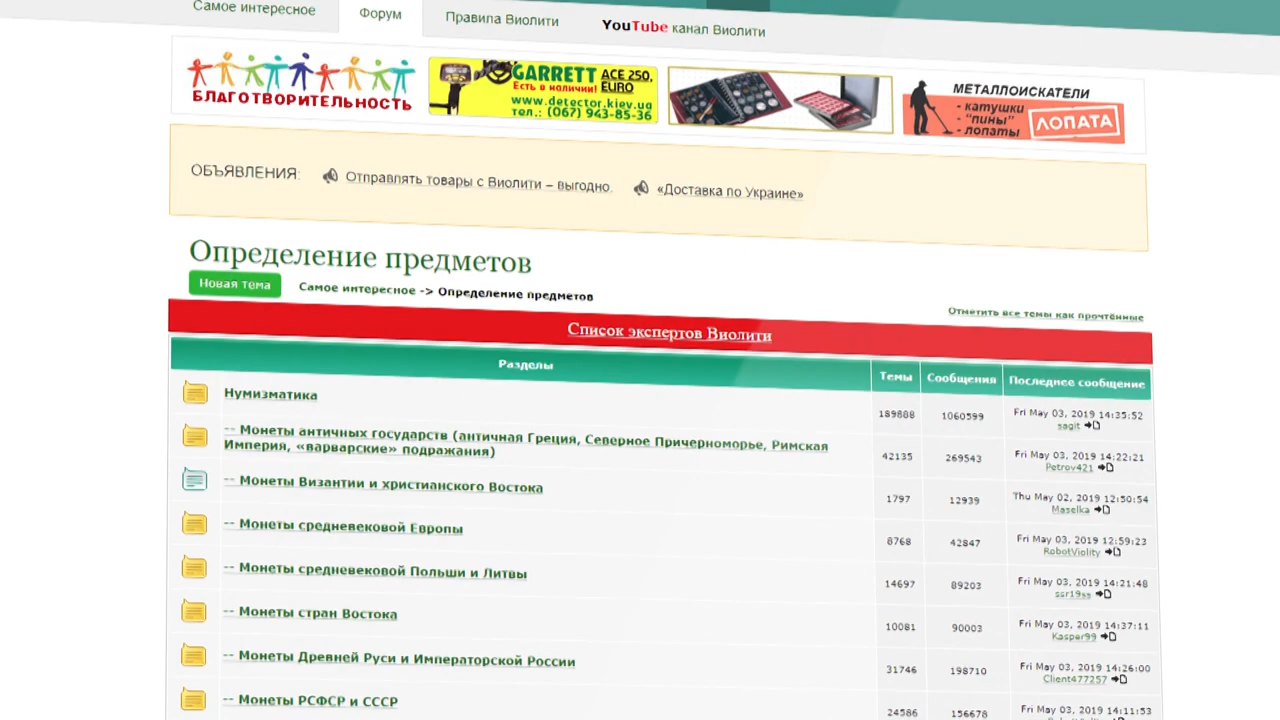 Самое интересное
Форум
Правила Виолити
YouTube канал Виолити
БЛАГОТВОРИТЕЛЬНОСТЬ
GARRETT ACE 250,
EURO
Есть в наличии!
www.detector.kiev.ua
тел.: (067) 943-85-36
МЕТАЛЛОИСКАТЕЛИ
- катушки
- "пины"
- лопаты
ЛОПАТА
ОБЪЯВЛЕНИЯ:
Отправлять товары с Виолити – выгодно.
«Доставка по Украине»
Определение предметов
Новая тема
Самое интересное -> Определение предметов
Отметить все темы как прочтённые
Список экспертов Виолити
Разделы Темы Сообщения Последнее сообщение
Нумизматика 189888 1060599 Fri May 03, 2019 14:35:52
sagit
-- Монеты античных государств (античная Греция, Северное Причерноморье, Римская
Империя, «варварские» подражания) 42135 269543 Fri May 03, 2019 14:22:21
Petrov421
-- Монеты Византии и христианского Востока 1797 12939 Thu May 02, 2019 12:50:54
Maselka
-- Монеты средневековой Европы 8768 42847 Fri May 03, 2019 12:59:23
RobotViolity
-- Монеты средневековой Польши и Литвы 14697 89203 Fri May 03, 2019 14:21:48
ssr19ss
-- Монеты стран Востока 10081 90003 Fri May 03, 2019 14:37:11
Kasper99
-- Монеты Древней Руси и Императорской России 31746 198710 Fri May 03, 2019 14:26:00
Client477257
-- Монеты РСФСР и СССР 24586 156678 Fri May 03, 2019 14:11:53